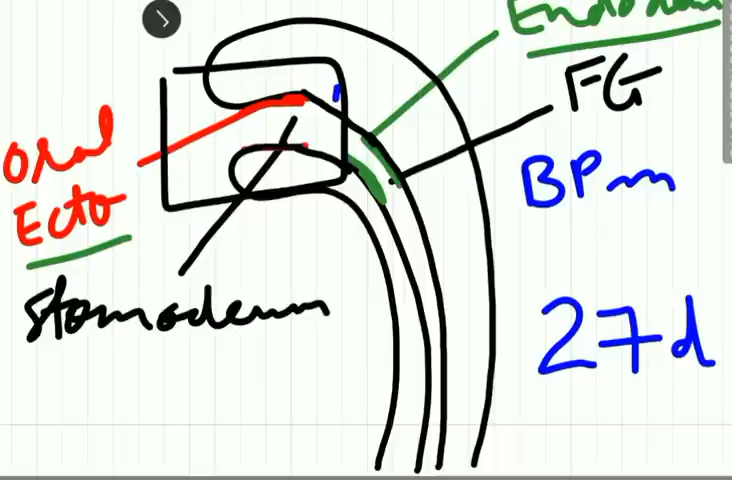 FG
BPm
Oral
Ecto
Stomodeum
27d